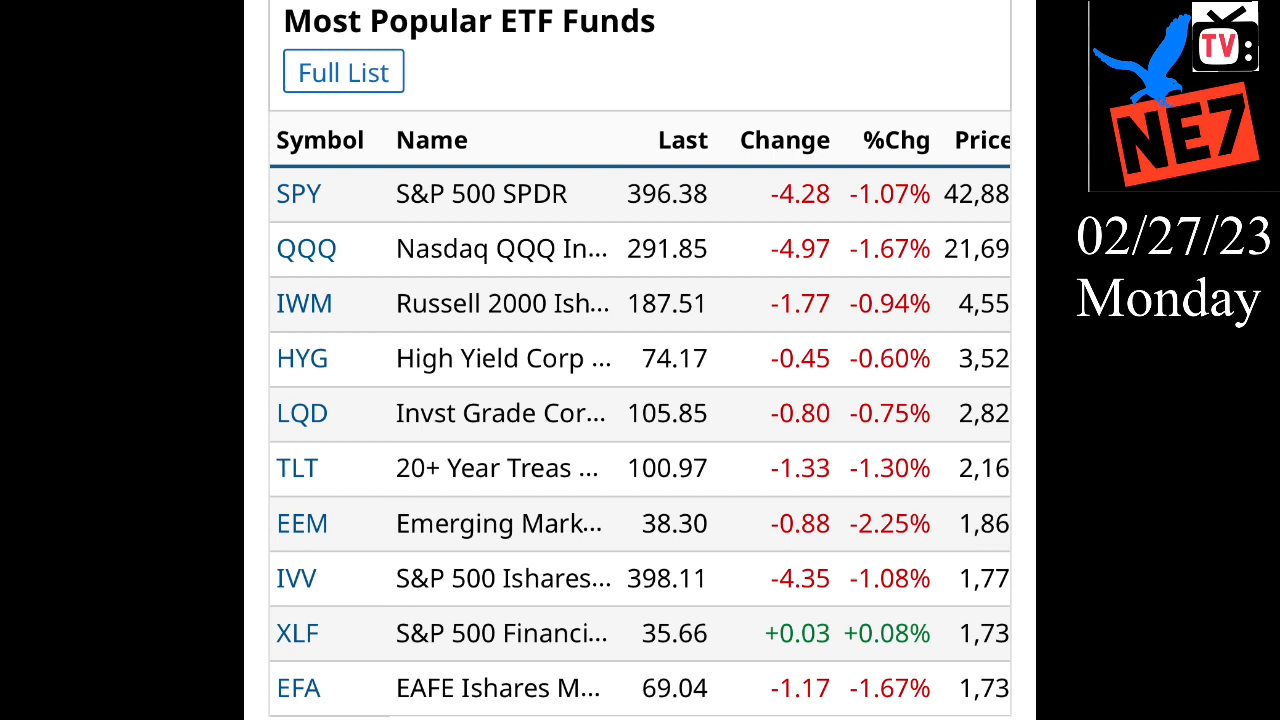 Most Popular ETF Funds
Full List
Symbol Name Last Change %Chg Price
SPY S&P 500 SPDR 396.38 -4.28 -1.07% 42,88
QQQ Nasdaq QQQ In... 291.85 -4.97 -1.67% 21,69
IWM Russell 2000 Ish... 187.51 -1.77 -0.94% 4,55
HYG High Yield Corp ... 74.17 -0.45 -0.60% 3,52
LQD Invst Grade Cor... 105.85 -0.80 -0.75% 2,82
TLT 20+ Year Treas ... 100.97 -1.33 -1.30% 2,16
EEM Emerging Mark... 38.30 -0.88 -2.25% 1,86
IVV S&P 500 Ishares... 398.11 -4.35 -1.08% 1,77
XLF S&P 500 Financi... 35.66 +0.03 +0.08% 1,73
EFA EAFE Ishares M... 69.04 -1.17 -1.67% 1,73
TV:
NE7
02/27/23
Monday